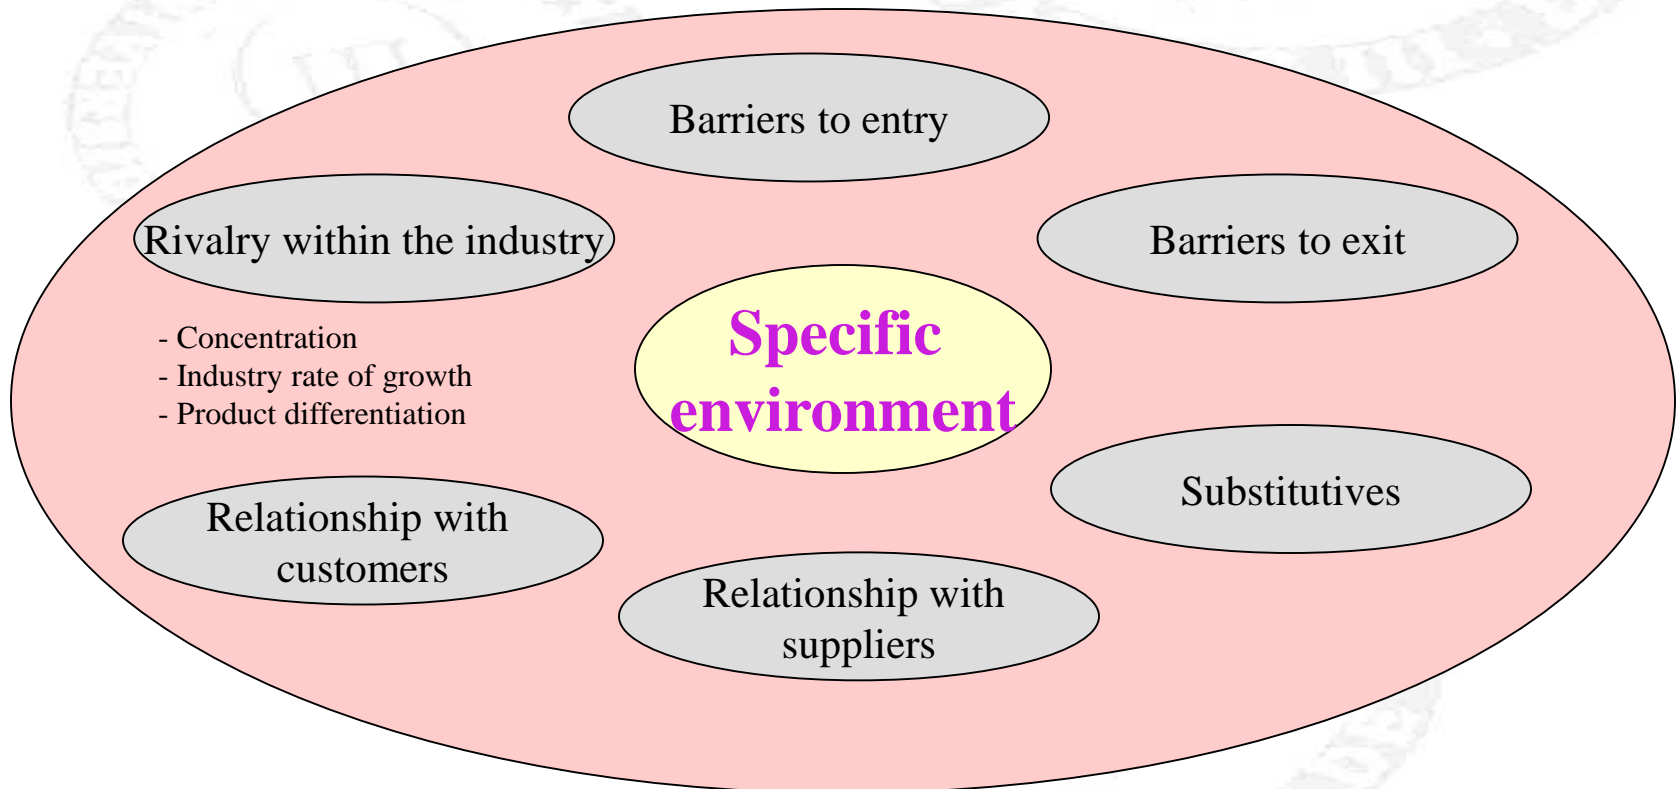 Barriers to entry
Rivalry within the industry
Barriers to exit
- Concentration
- Industry rate of growth
- Product differentiation
Specific
environment
Substitutives
Relationship with
customers
Relationship with
suppliers